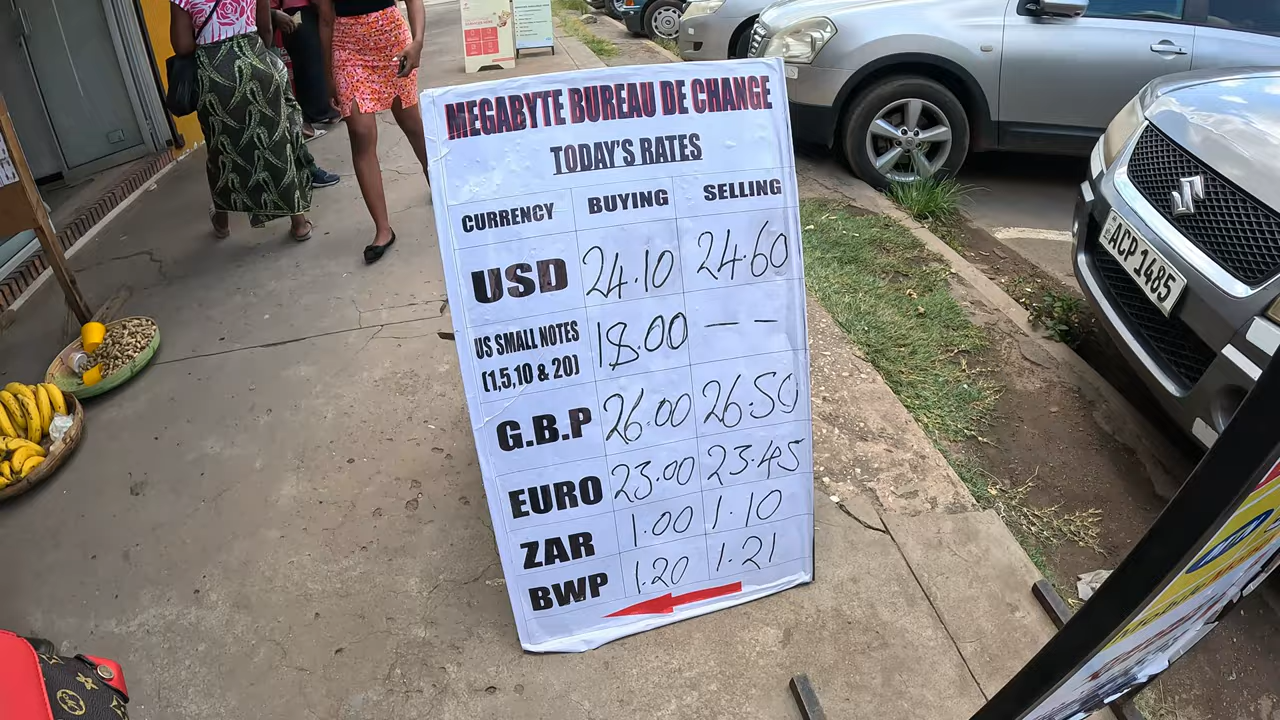 MEGABYTE BUREAU DE CHANGE
TODAY'S RATES
CURRENCY BUYING SELLING
USD 24.10 24.60
US SMALL NOTES (1,5,10 & 20) 18.00 — —
G.B.P 26.00 26.50
EURO 23.00 23.45
ZAR 1.00 1.10
BWP 1.20 1.21
ACP 1485